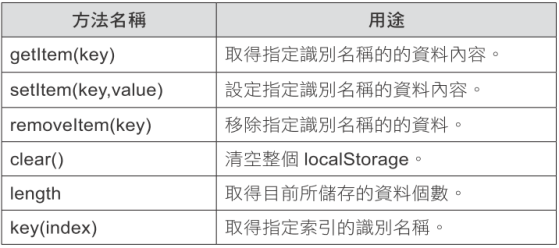 方法名稱 用途
getItem(key) 取得指定識別名稱的的資料內容。
setItem(key,value) 設定指定識別名稱的資料內容。
removeItem(key) 移除指定識別名稱的的資料。
clear() 清空整個 localStorage。
length 取得目前所儲存的資料個數。
key(index) 取得指定索引的識別名稱。